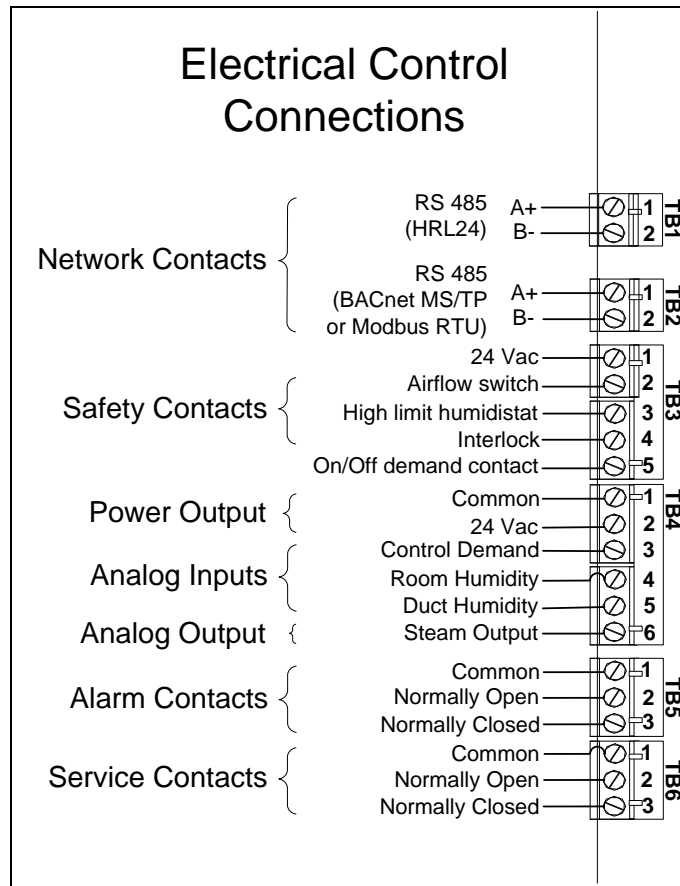 Electrical Control
Connections
Network Contacts
RS 485
(HRL24)
A+
B-
1
2
TB1
RS 485
(BACnet MS/TP
or Modbus RTU)
A+
B-
1
2
TB2
Safety Contacts
24 Vac
1
Airflow switch
2
High limit humidistat
3
Interlock
4
On/Off demand contact
5
TB3
Power Output
Common
1
24 Vac
2
Analog Inputs
Control Demand
3
Room Humidity
4
Duct Humidity
5
Analog Output
Steam Output
6
TB4
Alarm Contacts
Common
1
Normally Open
2
Normally Closed
3
TB5
Service Contacts
Common
1
Normally Open
2
Normally Closed
3
TB6